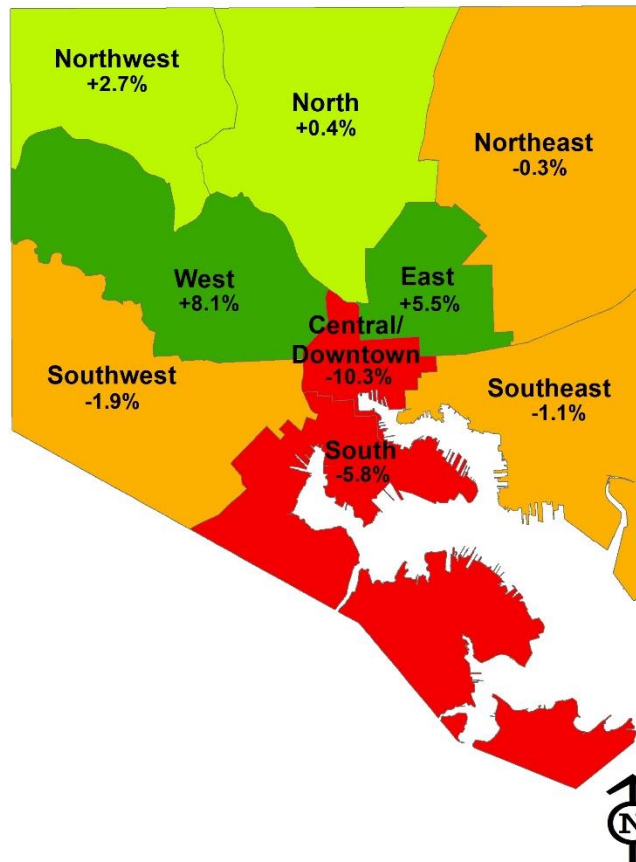 Northwest
+2.7%
North
+0.4%
Northeast
-0.3%
West
+8.1%
East
+5.5%
Central/
Downtown
-10.3%
Southwest
-1.9%
Southeast
-1.1%
South
-5.8%
N